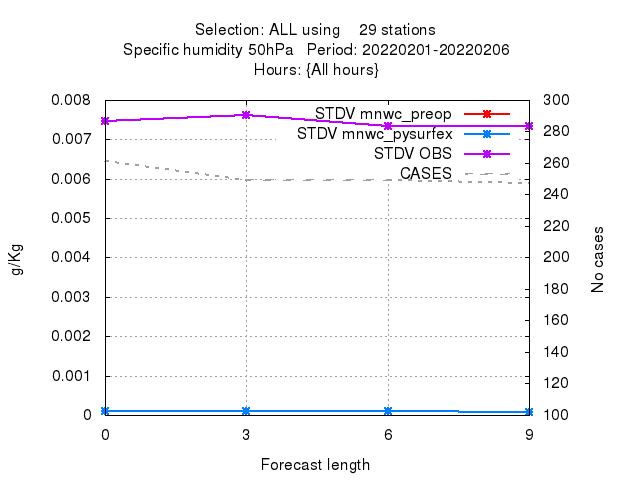 Selection: ALL using    29 stations
Specific humidity 50hPa   Period: 20220201-20220206
Hours: {All hours}
STDV mnwc_preop
STDV mnwc_pysurfex
STDV OBS
CASES
0.008
0.007
0.006
0.005
0.004
0.003
0.002
0.001
0
300
280
260
240
220
200
180
160
140
120
100
g/Kg
No cases
0 3 6 9
Forecast length